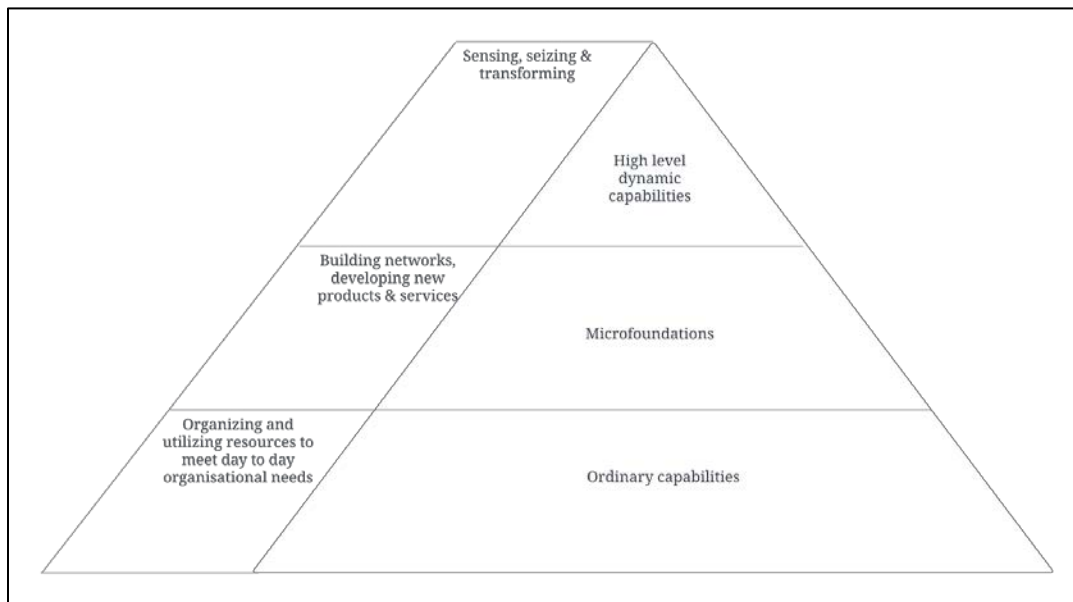 Sensing, seizing &
transforming
High level
dynamic
capabilities
Building networks,
developing new
products & services
Microfoundations
Organizing and
utilizing resources to
meet day to day
organisational needs
Ordinary capabilities